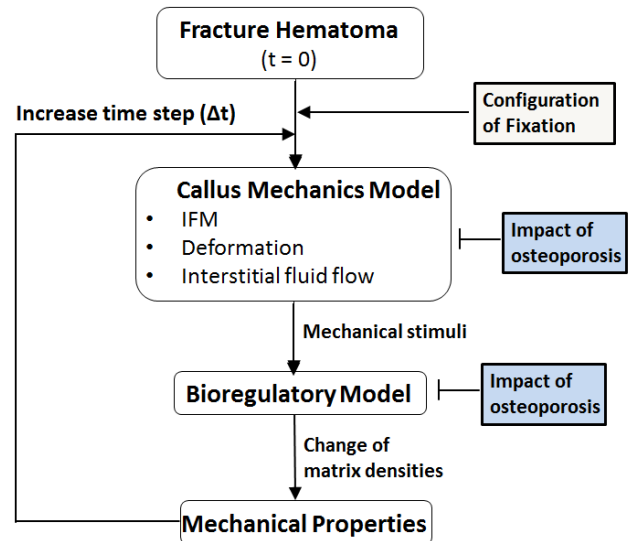 Fracture Hematoma
(t = 0)
Increase time step (Δt)
Configuration
of Fixation
Callus Mechanics Model
• IFM
• Deformation
• Interstitial fluid flow
Impact of
osteoporosis
Mechanical stimuli
Bioregulatory Model
Impact of
osteoporosis
Change of
matrix densities
Mechanical Properties